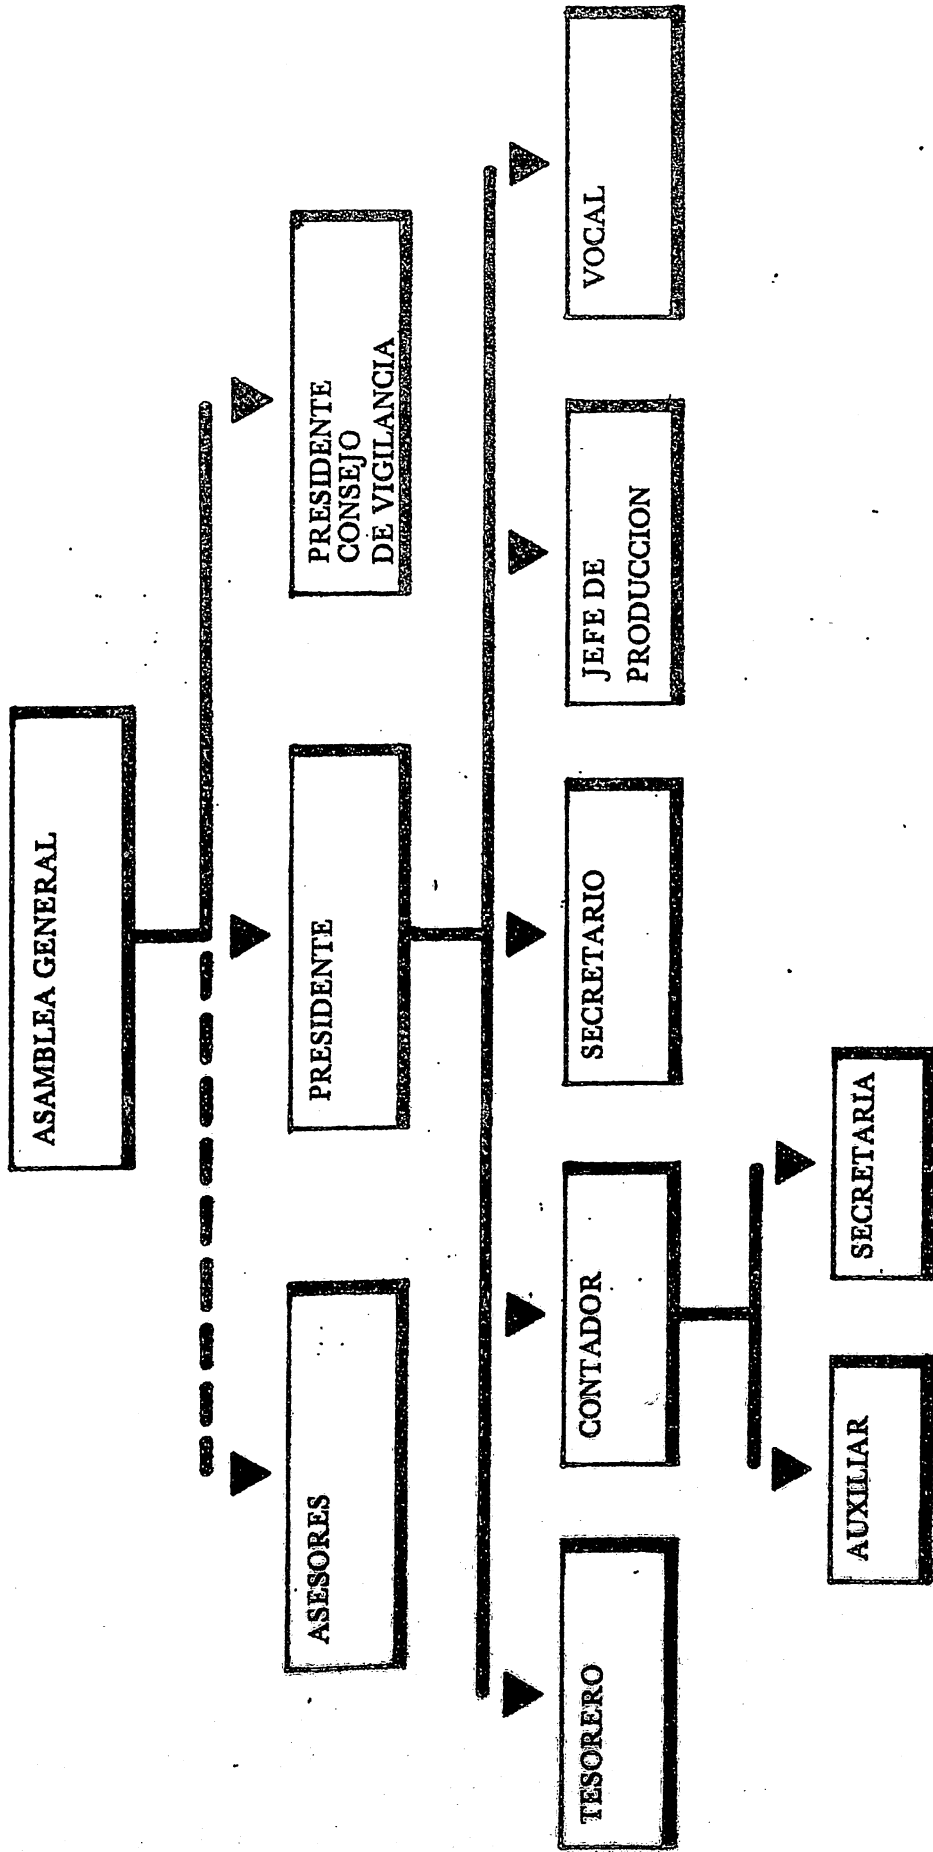 ASAMBLEA GENERAL
ASESORES
PRESIDENTE
PRESIDENTE
CONSEJO
DE VIGILANCIA
TESORERO
CONTADOR
SECRETARIO
JEFE DE
PRODUCCION
VOCAL
AUXILIAR
SECRETARIA